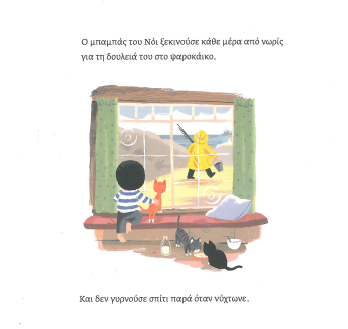 Ο μπαμπάς του Νόι ξεκινούσε κάθε μέρα από νωρίς
για τη δουλειά του στο ψαροκάικο.
Και δεν γυρνούσε σπίτι παρά όταν νύχτωνε.